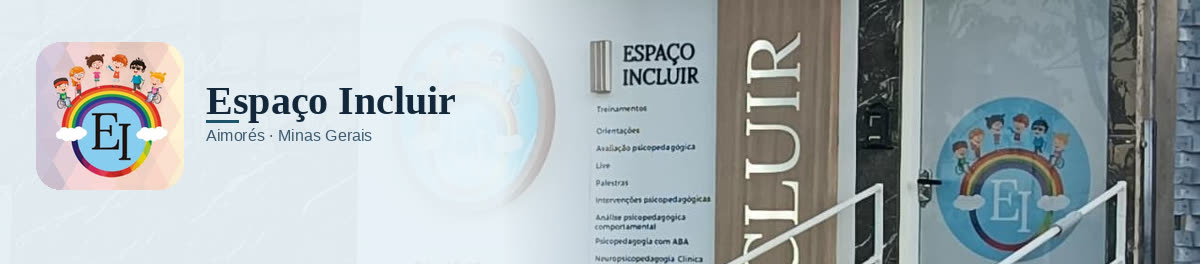 EI
Espaço Incluir
Aimorés · Minas Gerais
ESPAÇO
INCLUIR
Treinamentos
Orientações
Avaliação psicopedagógica
Live
Palestras
Intervenções psicopedagógicas
Análise psicopedagógica
comportamental
Psicopedagogia com ABA
Neuropsicopedagogia Clínica
CLUIR
EI